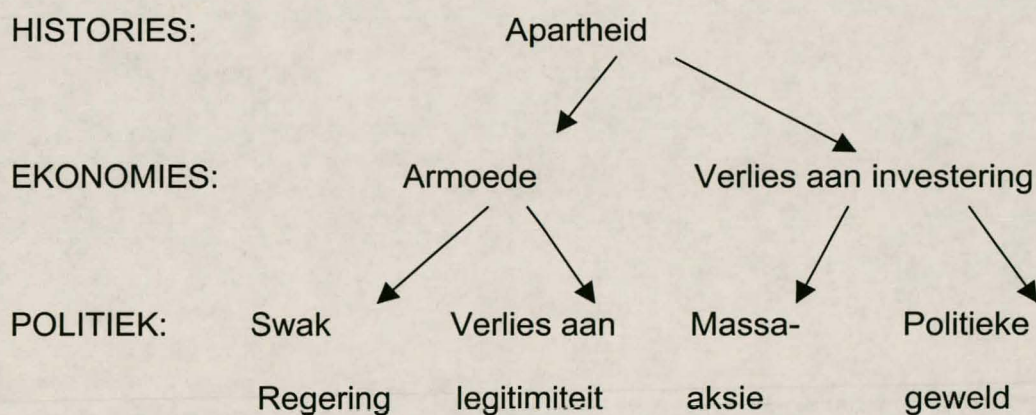 HISTORIES: Apartheid
EKONOMIES: Armoede Verlies aan investering
POLITIEK: Swak Verlies aan Massa- Politieke
Regering legitimiteit aksie geweld